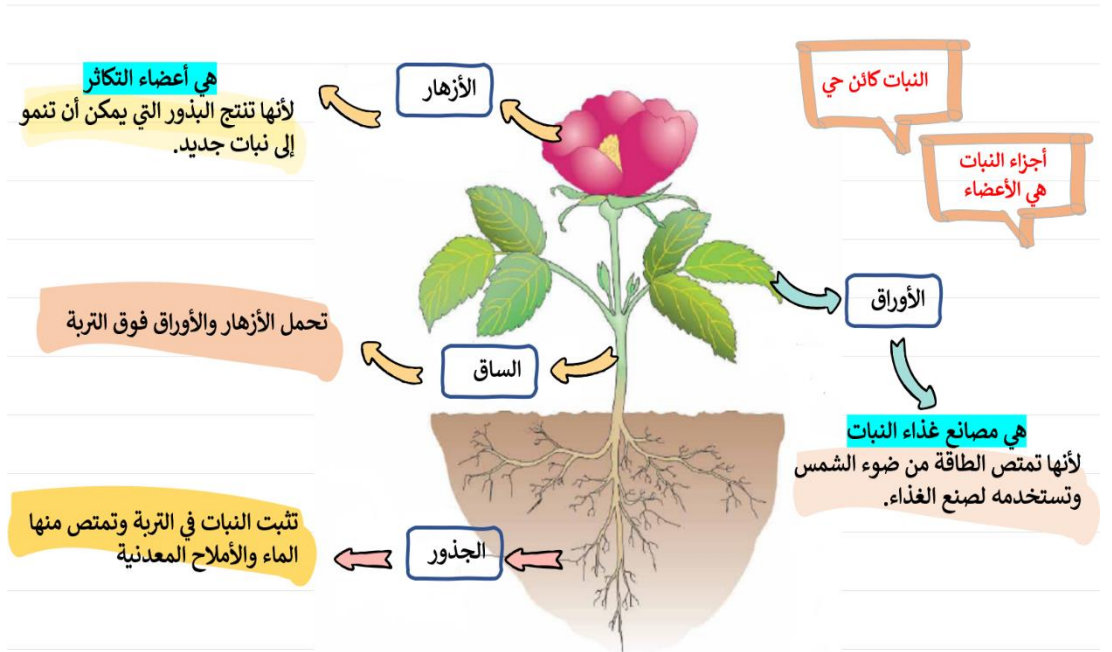 النبات كائن حي
أجزاء النبات
هي الأعضاء
الأزهار
هي أعضاء التكاثر
لأنها تنتج البذور التي يمكن أن تنمو
إلى نبات جديد.
الأوراق
هي مصانع غذاء النبات
لأنها تمتص الطاقة من ضوء الشمس
وتستخدمه لصنع الغذاء.
الساق
تحمل الأزهار والأوراق فوق التربة
الجذور
تثبت النبات في التربة وتمتص منها
الماء والأملاح المعدنية